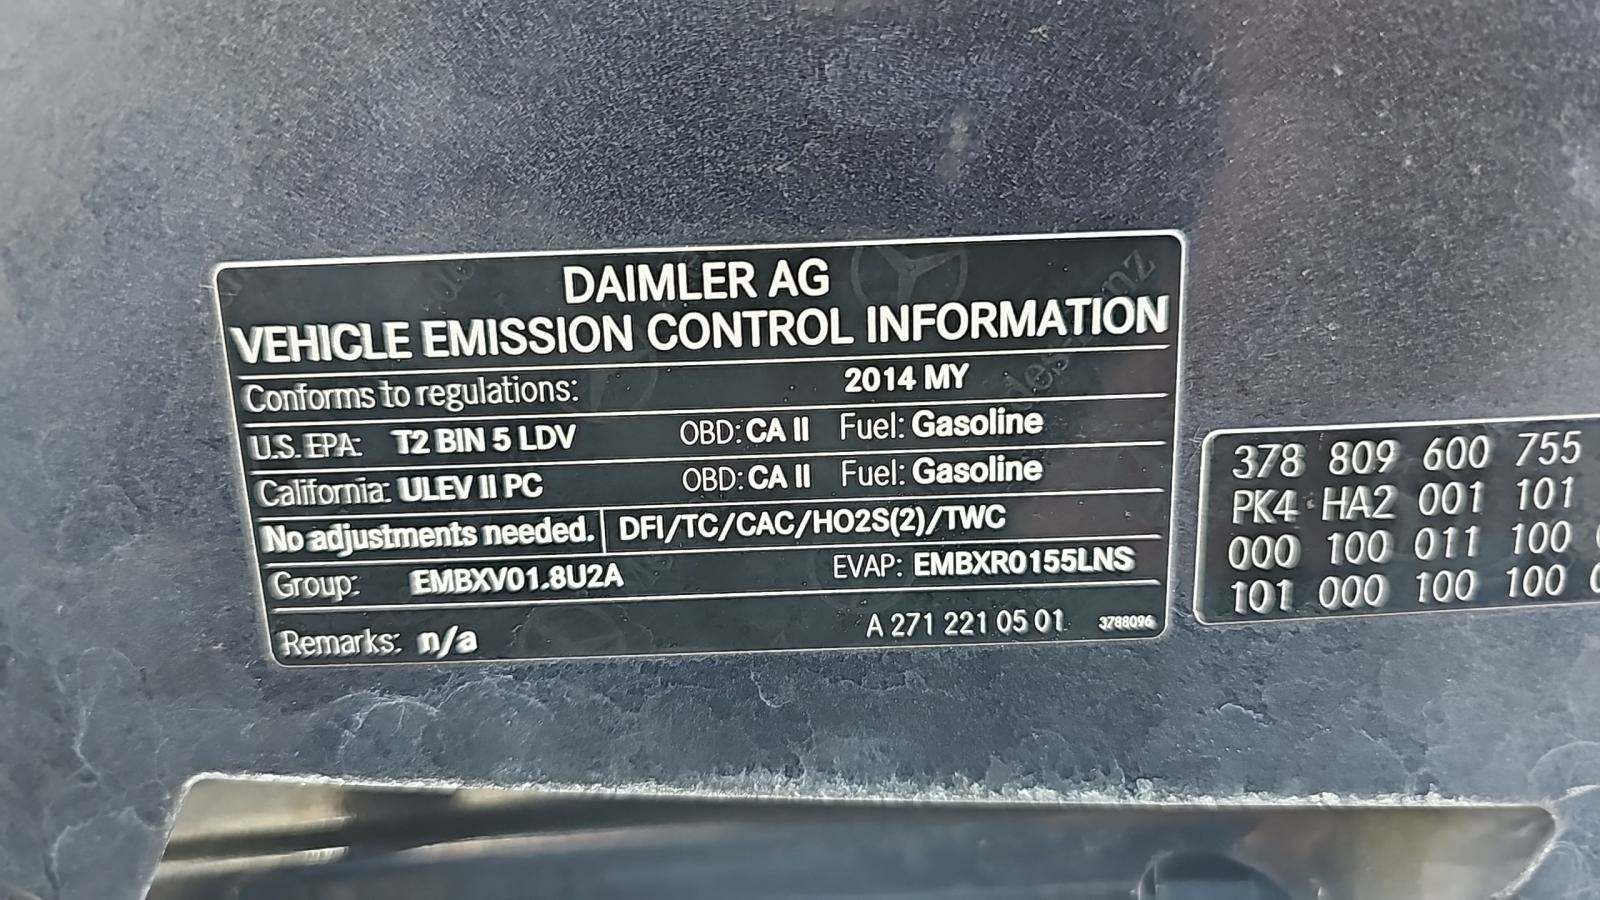 DAIMLER AG
VEHICLE EMISSION CONTROL INFORMATION
Conforms to regulations: 2014 MY
U.S. EPA: T2 BIN 5 LDV OBD: CA II Fuel: Gasoline
California: ULEV II PC OBD: CA II Fuel: Gasoline
No adjustments needed. DFI/TC/CAC/HO2S(2)/TWC
Group: EMBXV01.8U2A EVAP: EMBXR0155LNS
Remarks: n/a A 271 221 05 01 3788096
378 809 600 755
PK4 HA2 001 101
000 100 011 100
101 000 100 100